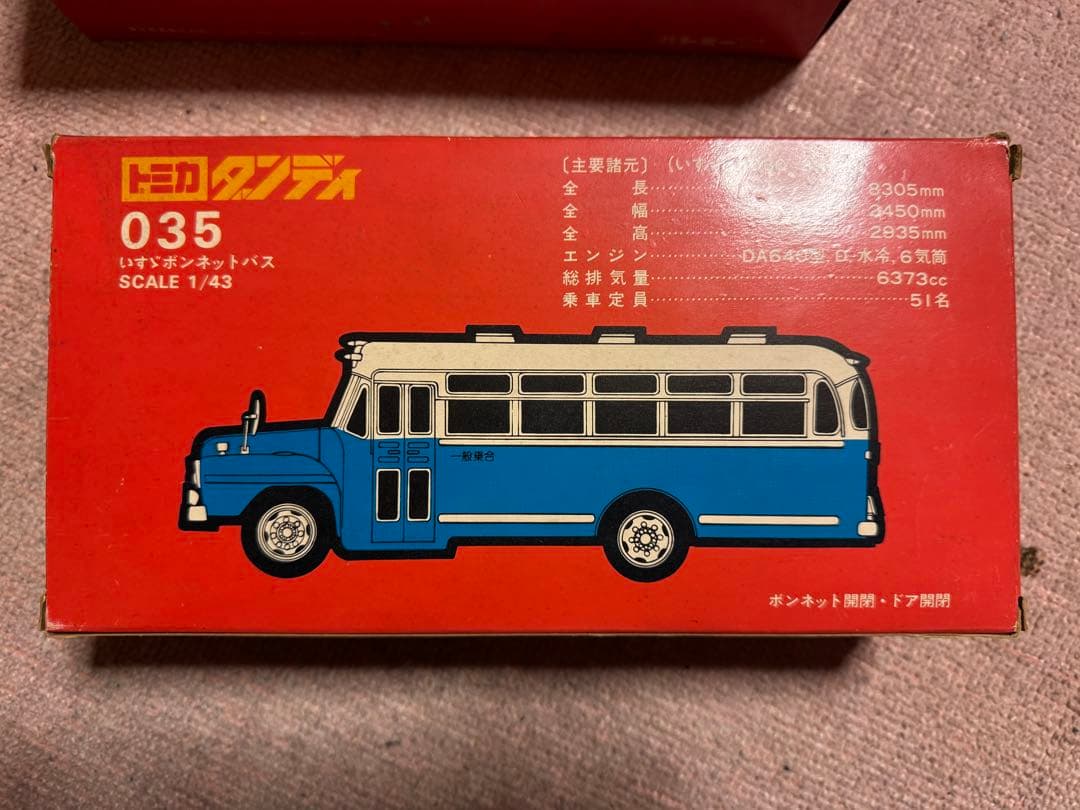 トミカ ダンディ
035
いすゞボンネットバス
SCALE 1/43
〔主要諸元〕
全長 8305mm
全幅 2450mm
全高 2935mm
エンジン DA640型 水冷,6気筒
総排気量 6373cc
乗車定員 51名
一般乗合
ボンネット開閉・ドア開閉